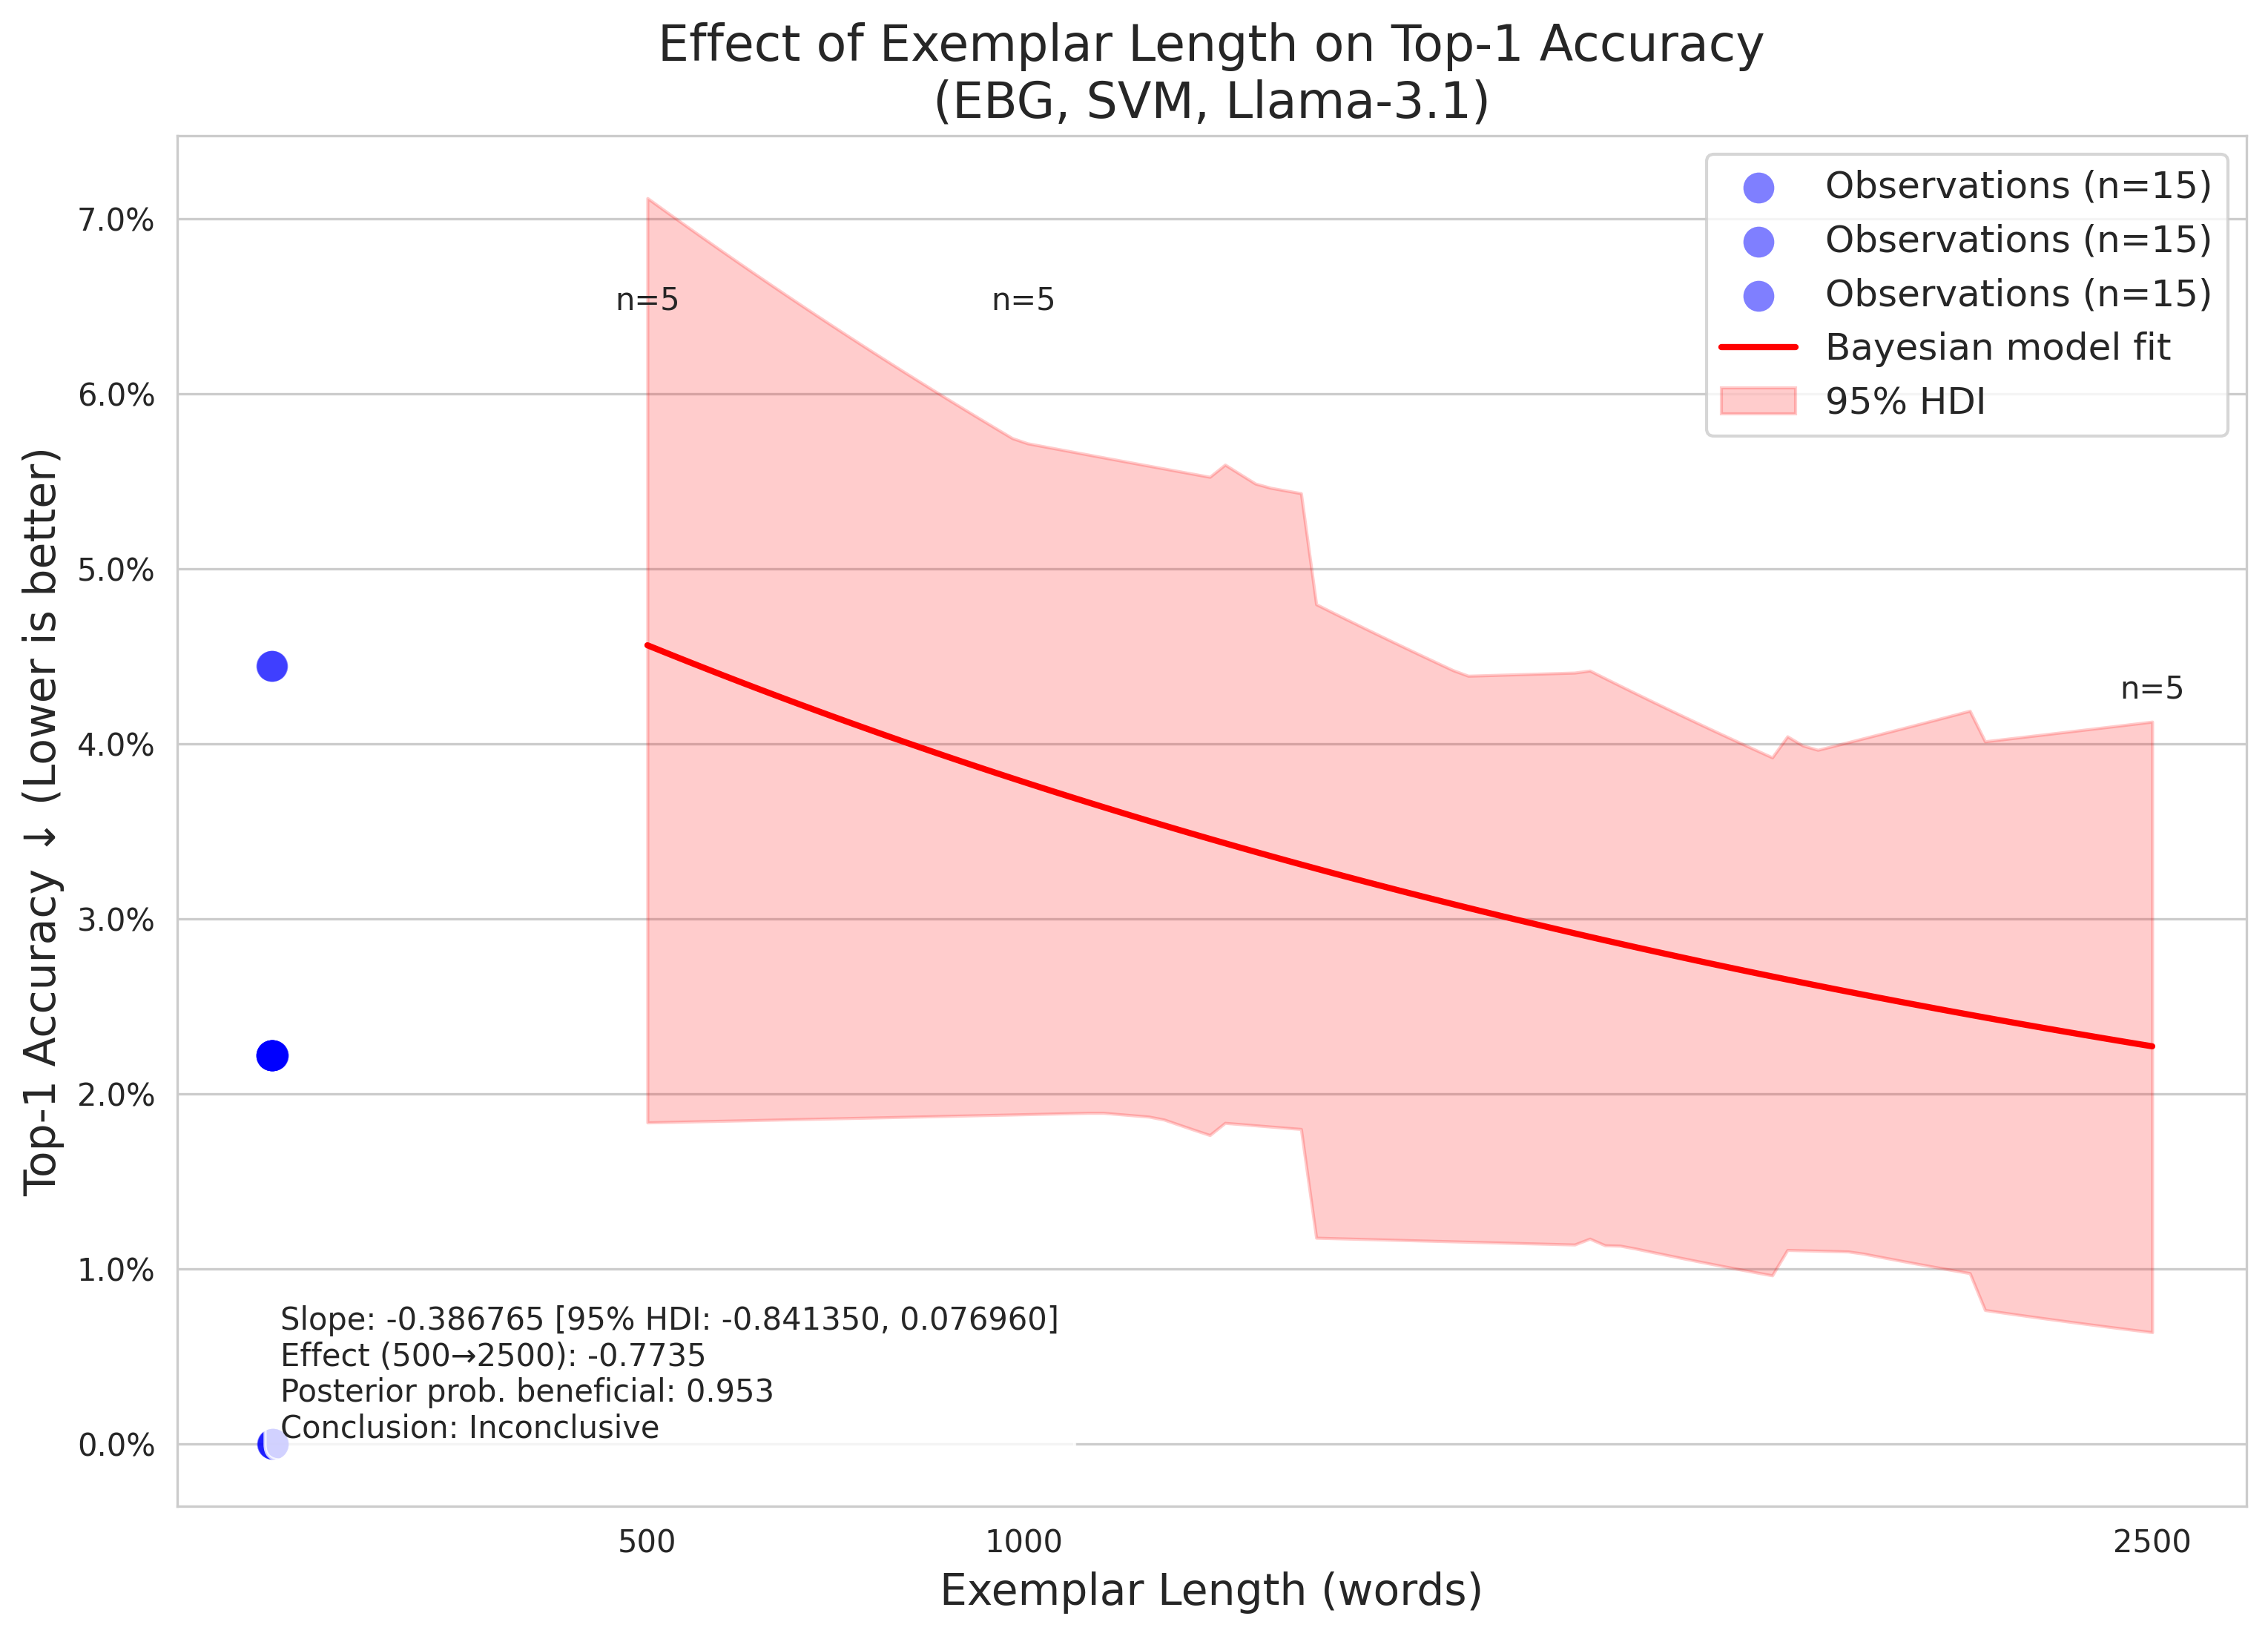 Effect of Exemplar Length on Top-1 Accuracy
(EBG, SVM, Llama-3.1)
Observations (n=15)
Observations (n=15)
Observations (n=15)
Bayesian model fit
95% HDI
Top-1 Accuracy ↓ (Lower is better)
7.0%
6.0%
5.0%
4.0%
3.0%
2.0%
1.0%
0.0%
n=5
n=5
n=5
Slope: -0.386765 [95% HDI: -0.841350, 0.076960]
Effect (500→2500): -0.7735
Posterior prob. beneficial: 0.953
Conclusion: Inconclusive
500
1000
2500
Exemplar Length (words)